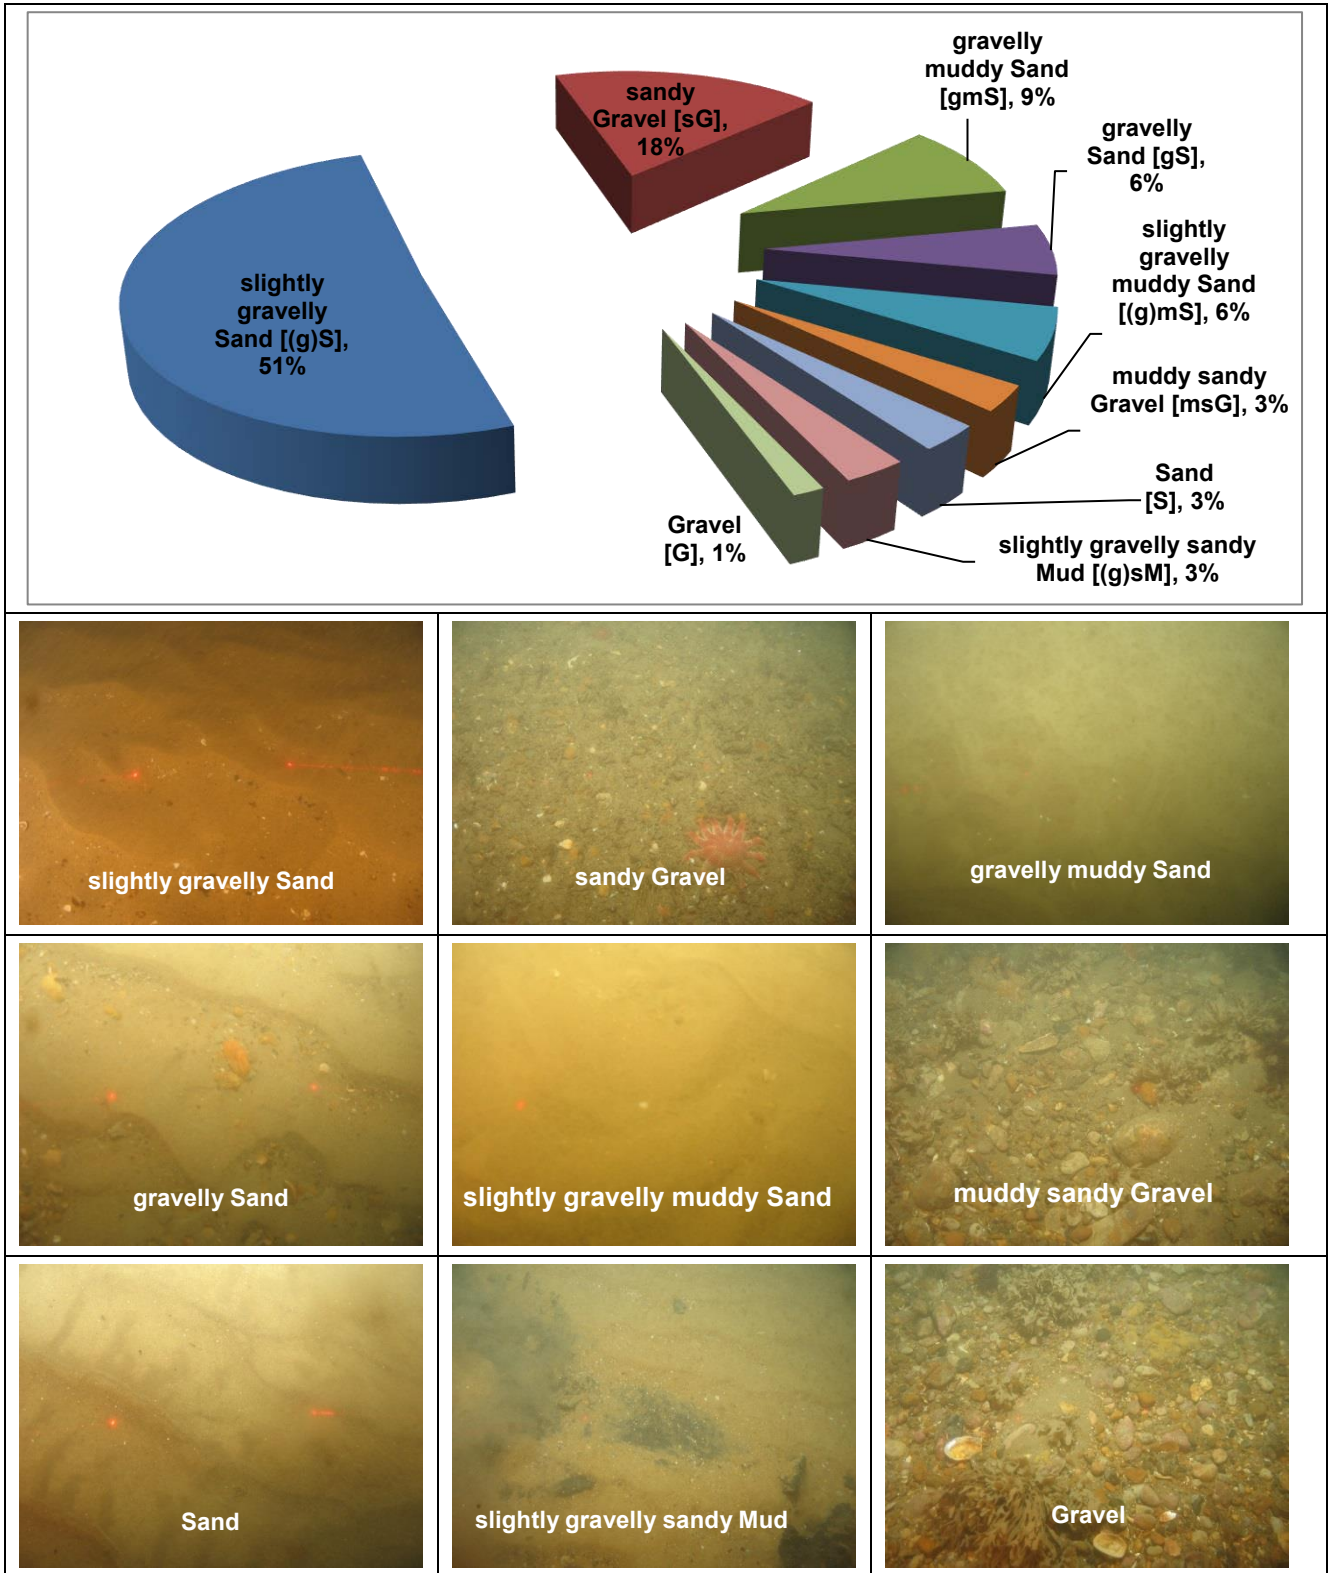 slightly
gravelly
Sand [(g)S],
51%
sandy
Gravel [sG],
18%
gravelly
muddy Sand
[gmS], 9%
gravelly
Sand [gS],
6%
slightly
gravelly
muddy Sand
[(g)mS], 6%
muddy sandy
Gravel [msG], 3%
Sand
[S], 3%
slightly gravelly sandy
Mud [(g)sM], 3%
Gravel
[G], 1%
slightly gravelly Sand
sandy Gravel
gravelly muddy Sand
gravelly Sand
slightly gravelly muddy Sand
muddy sandy Gravel
Sand
slightly gravelly sandy Mud
Gravel